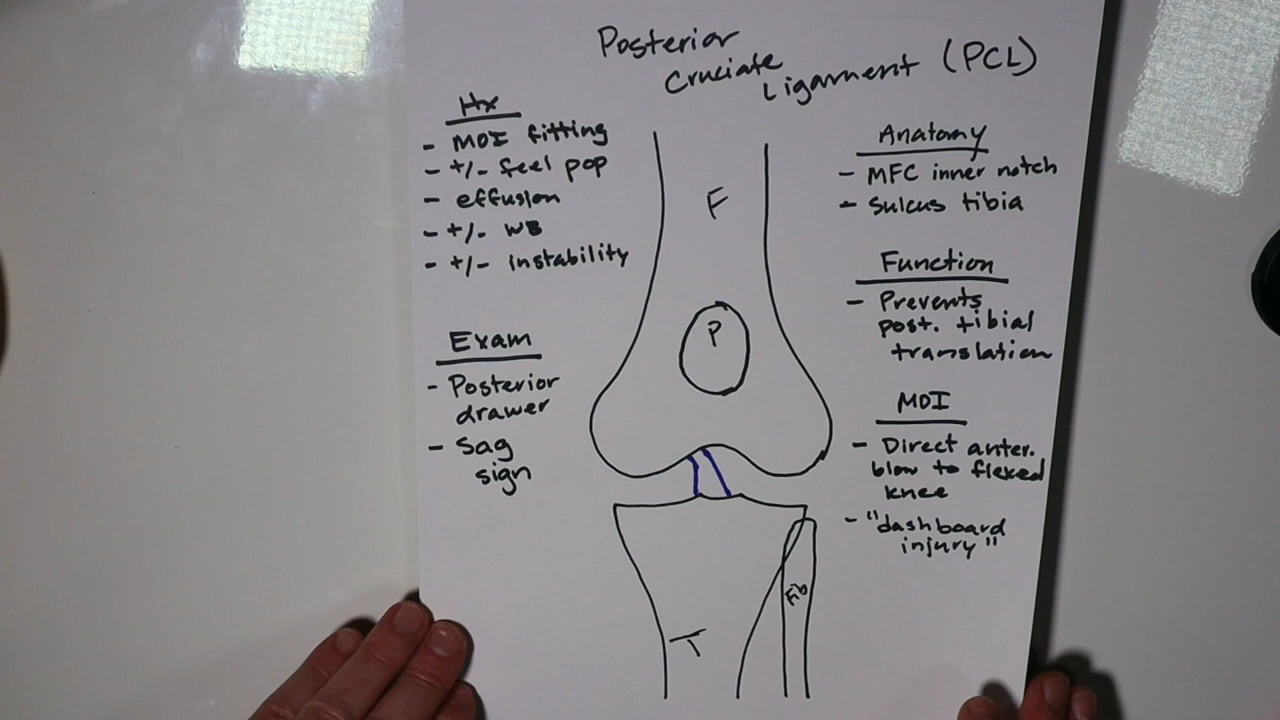 Posterior
Cruciate
Ligament (PCL)
Hx
- MOI fitting
- +/- feel pop
- effusion
- +/- WB
- +/- instability
Exam
- Posterior
drawer
- Sag
sign
F
P
T
Fib
Anatomy
- MFC inner notch
- Sulcus tibia
Function
- Prevents
post. tibial
translation
MOI
- Direct anter.
blow to flexed
knee
- "dashboard
injury"